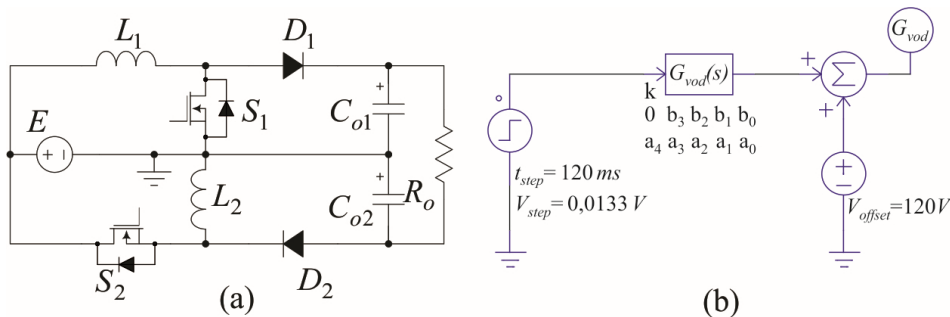 L1
D1
E
+ −
S1
+
Co1
L2
+
Co2
Ro
S2
D2
(a)
Gvod
Gvod(s)
+
Σ
+
k
0 b3 b2 b1 b0
a4 a3 a2 a1 a0
tstep= 120 ms
Vstep= 0,0133 V
+
−
Voffset=120V
(b)